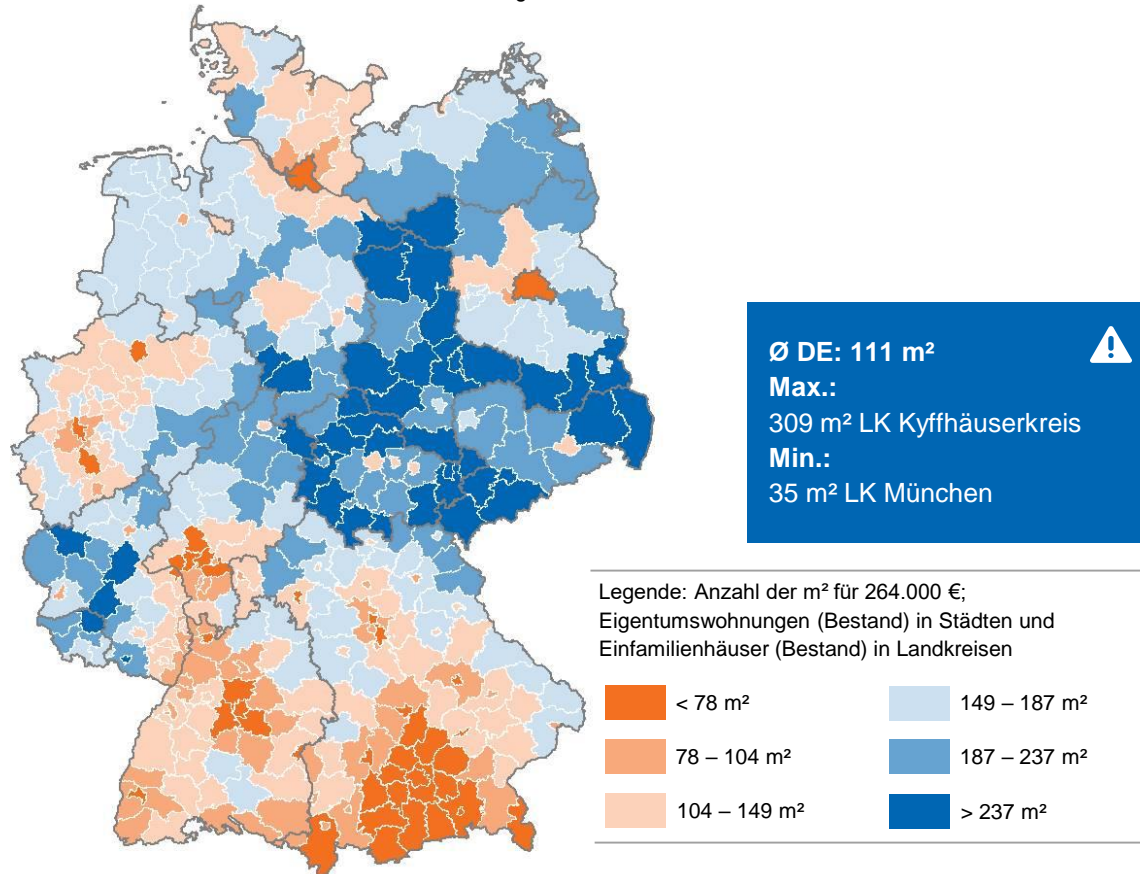 Ø DE: 111 m²
Max.:
309 m² LK Kyffhäuserkreis
Min.:
35 m² LK München
Legende: Anzahl der m² für 264.000 €;
Eigentumswohnungen (Bestand) in Städten und
Einfamilienhäuser (Bestand) in Landkreisen
< 78 m²
149 – 187 m²
78 – 104 m²
187 – 237 m²
104 – 149 m²
> 237 m²